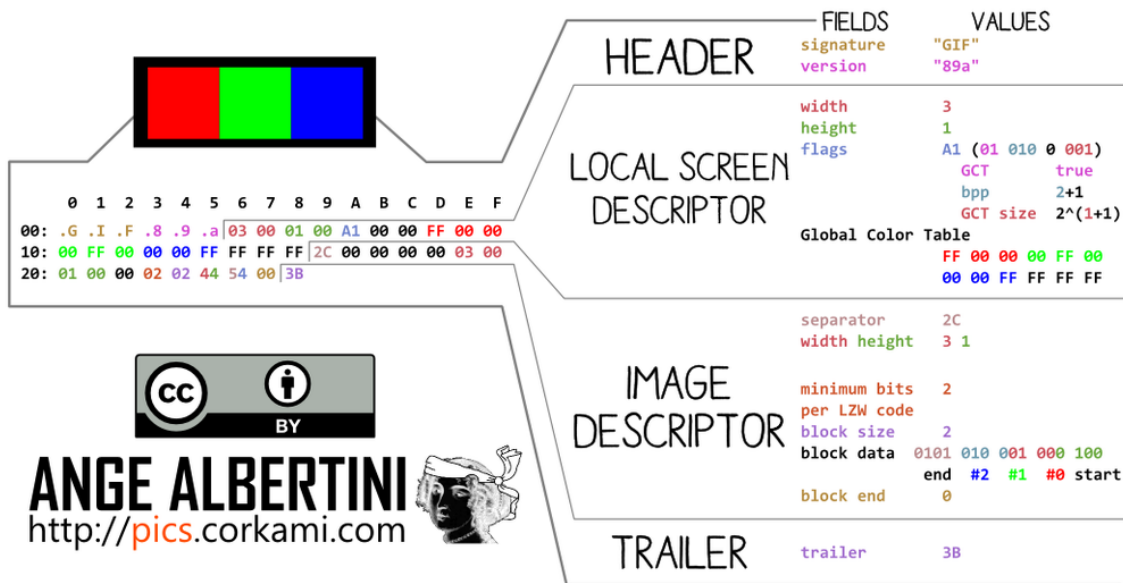 FIELDS VALUES
HEADER
signature "GIF"
version "89a"
LOCAL SCREEN
DESCRIPTOR
width 3
height 1
flags A1 (01 010 0 001)
GCT true
bpp 2+1
GCT size 2^(1+1)
Global Color Table
FF 00 00 00 FF 00
00 00 FF FF FF FF
0 1 2 3 4 5 6 7 8 9 A B C D E F
00: .G .I .F .8 .9 .a 03 00 01 00 A1 00 00 FF 00 00
10: 00 FF 00 00 00 FF FF FF FF 2C 00 00 00 00 03 00
20: 01 00 00 02 02 44 54 00 3B
IMAGE
DESCRIPTOR
separator 2C
width height 3 1
minimum bits 2
per LZW code
block size 2
block data 0101 010 001 000 100
end #2 #1 #0 start
block end 0
TRAILER
trailer 3B
CC
BY
ANGE ALBERTINI
http://pics.corkami.com